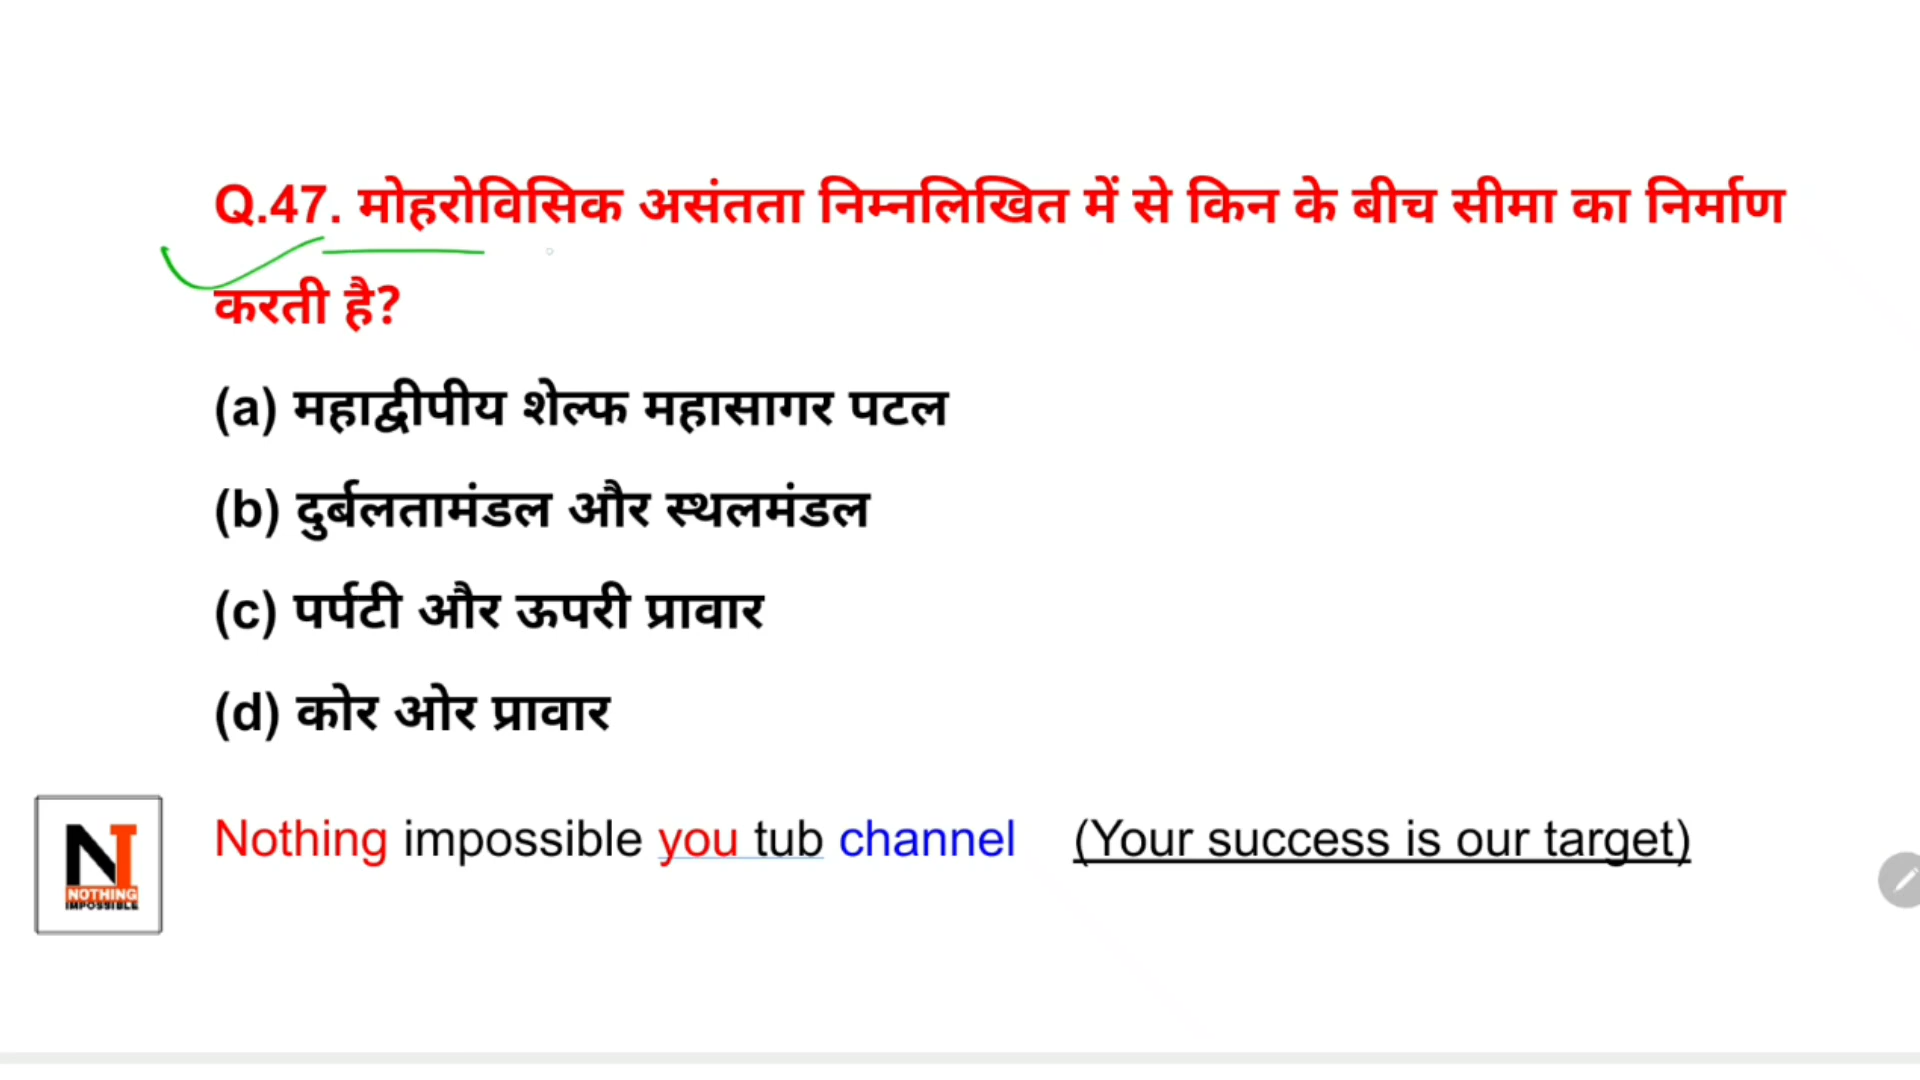 Q.47. मोहरोविसिक असंतता निम्नलिखित में से किन के बीच सीमा का निर्माण
करती है?
(a) महाद्वीपीय शेल्फ महासागर पटल
(b) दुर्बलतामंडल और स्थलमंडल
(c) पर्पटी और ऊपरी प्रावार
(d) कोर ओर प्रावार
Nothing impossible you tub channel (Your success is our target)
NI
NOTHING
IMPOSSIBLE